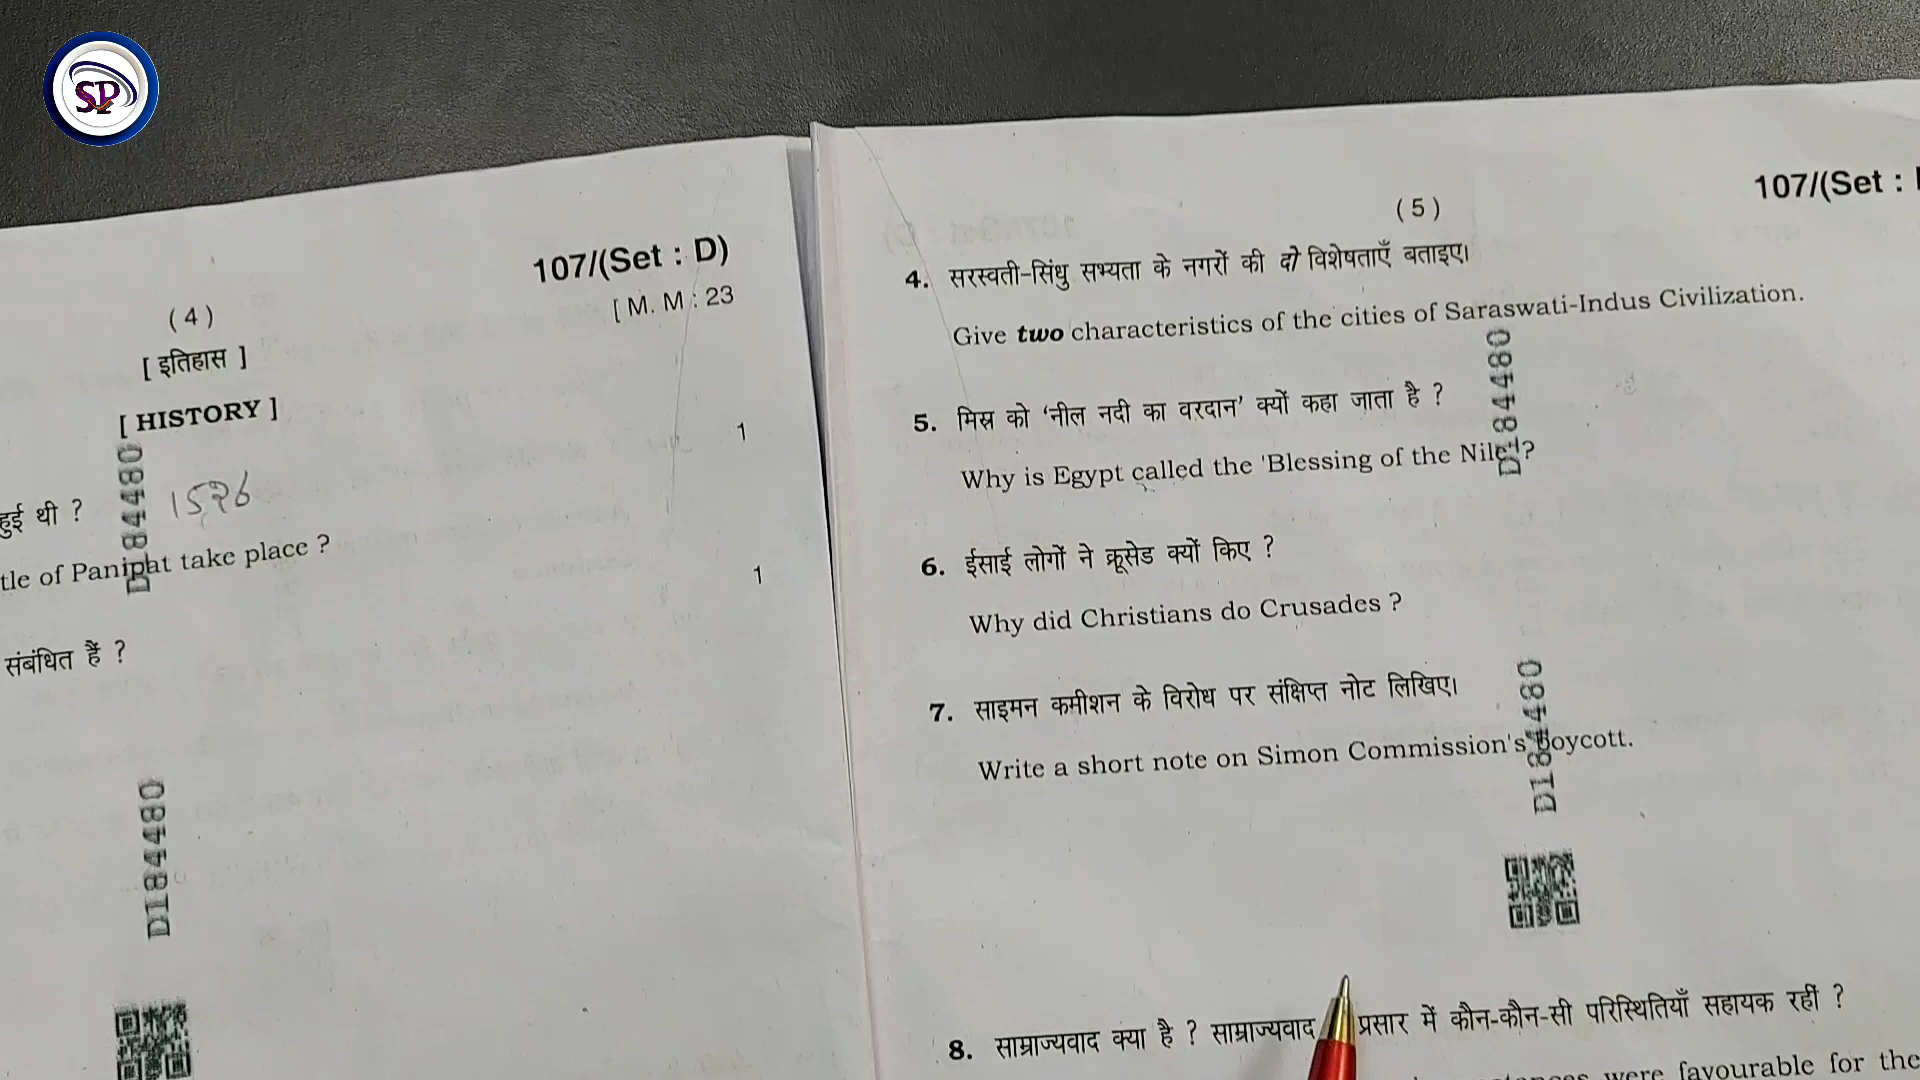 SP
107/(Set : D)
( 4 )
[ M. M : 23
[ इतिहास ]
[ HISTORY ]
1
हुई थी ?
1526
tle of Panipat take place ?
1
संबंधित हैं ?
D184480
D184480
107/(Set :
( 5 )
4. सरस्वती-सिंधु सभ्यता के नगरों की दो विशेषताएँ बताइए।
Give two characteristics of the cities of Saraswati-Indus Civilization.
5. मिस्र को ‘नील नदी का वरदान’ क्यों कहा जाता है ?
Why is Egypt called the 'Blessing of the Nile' ?
6. ईसाई लोगों ने क्रूसेड क्यों किए ?
Why did Christians do Crusades ?
7. साइमन कमीशन के विरोध पर संक्षिप्त नोट लिखिए।
Write a short note on Simon Commission's Boycott.
D184480
D184480
8. साम्राज्यवाद क्या है ? साम्राज्यवाद प्रसार में कौन-कौन-सी परिस्थितियाँ सहायक रहीं ?
were favourable for the